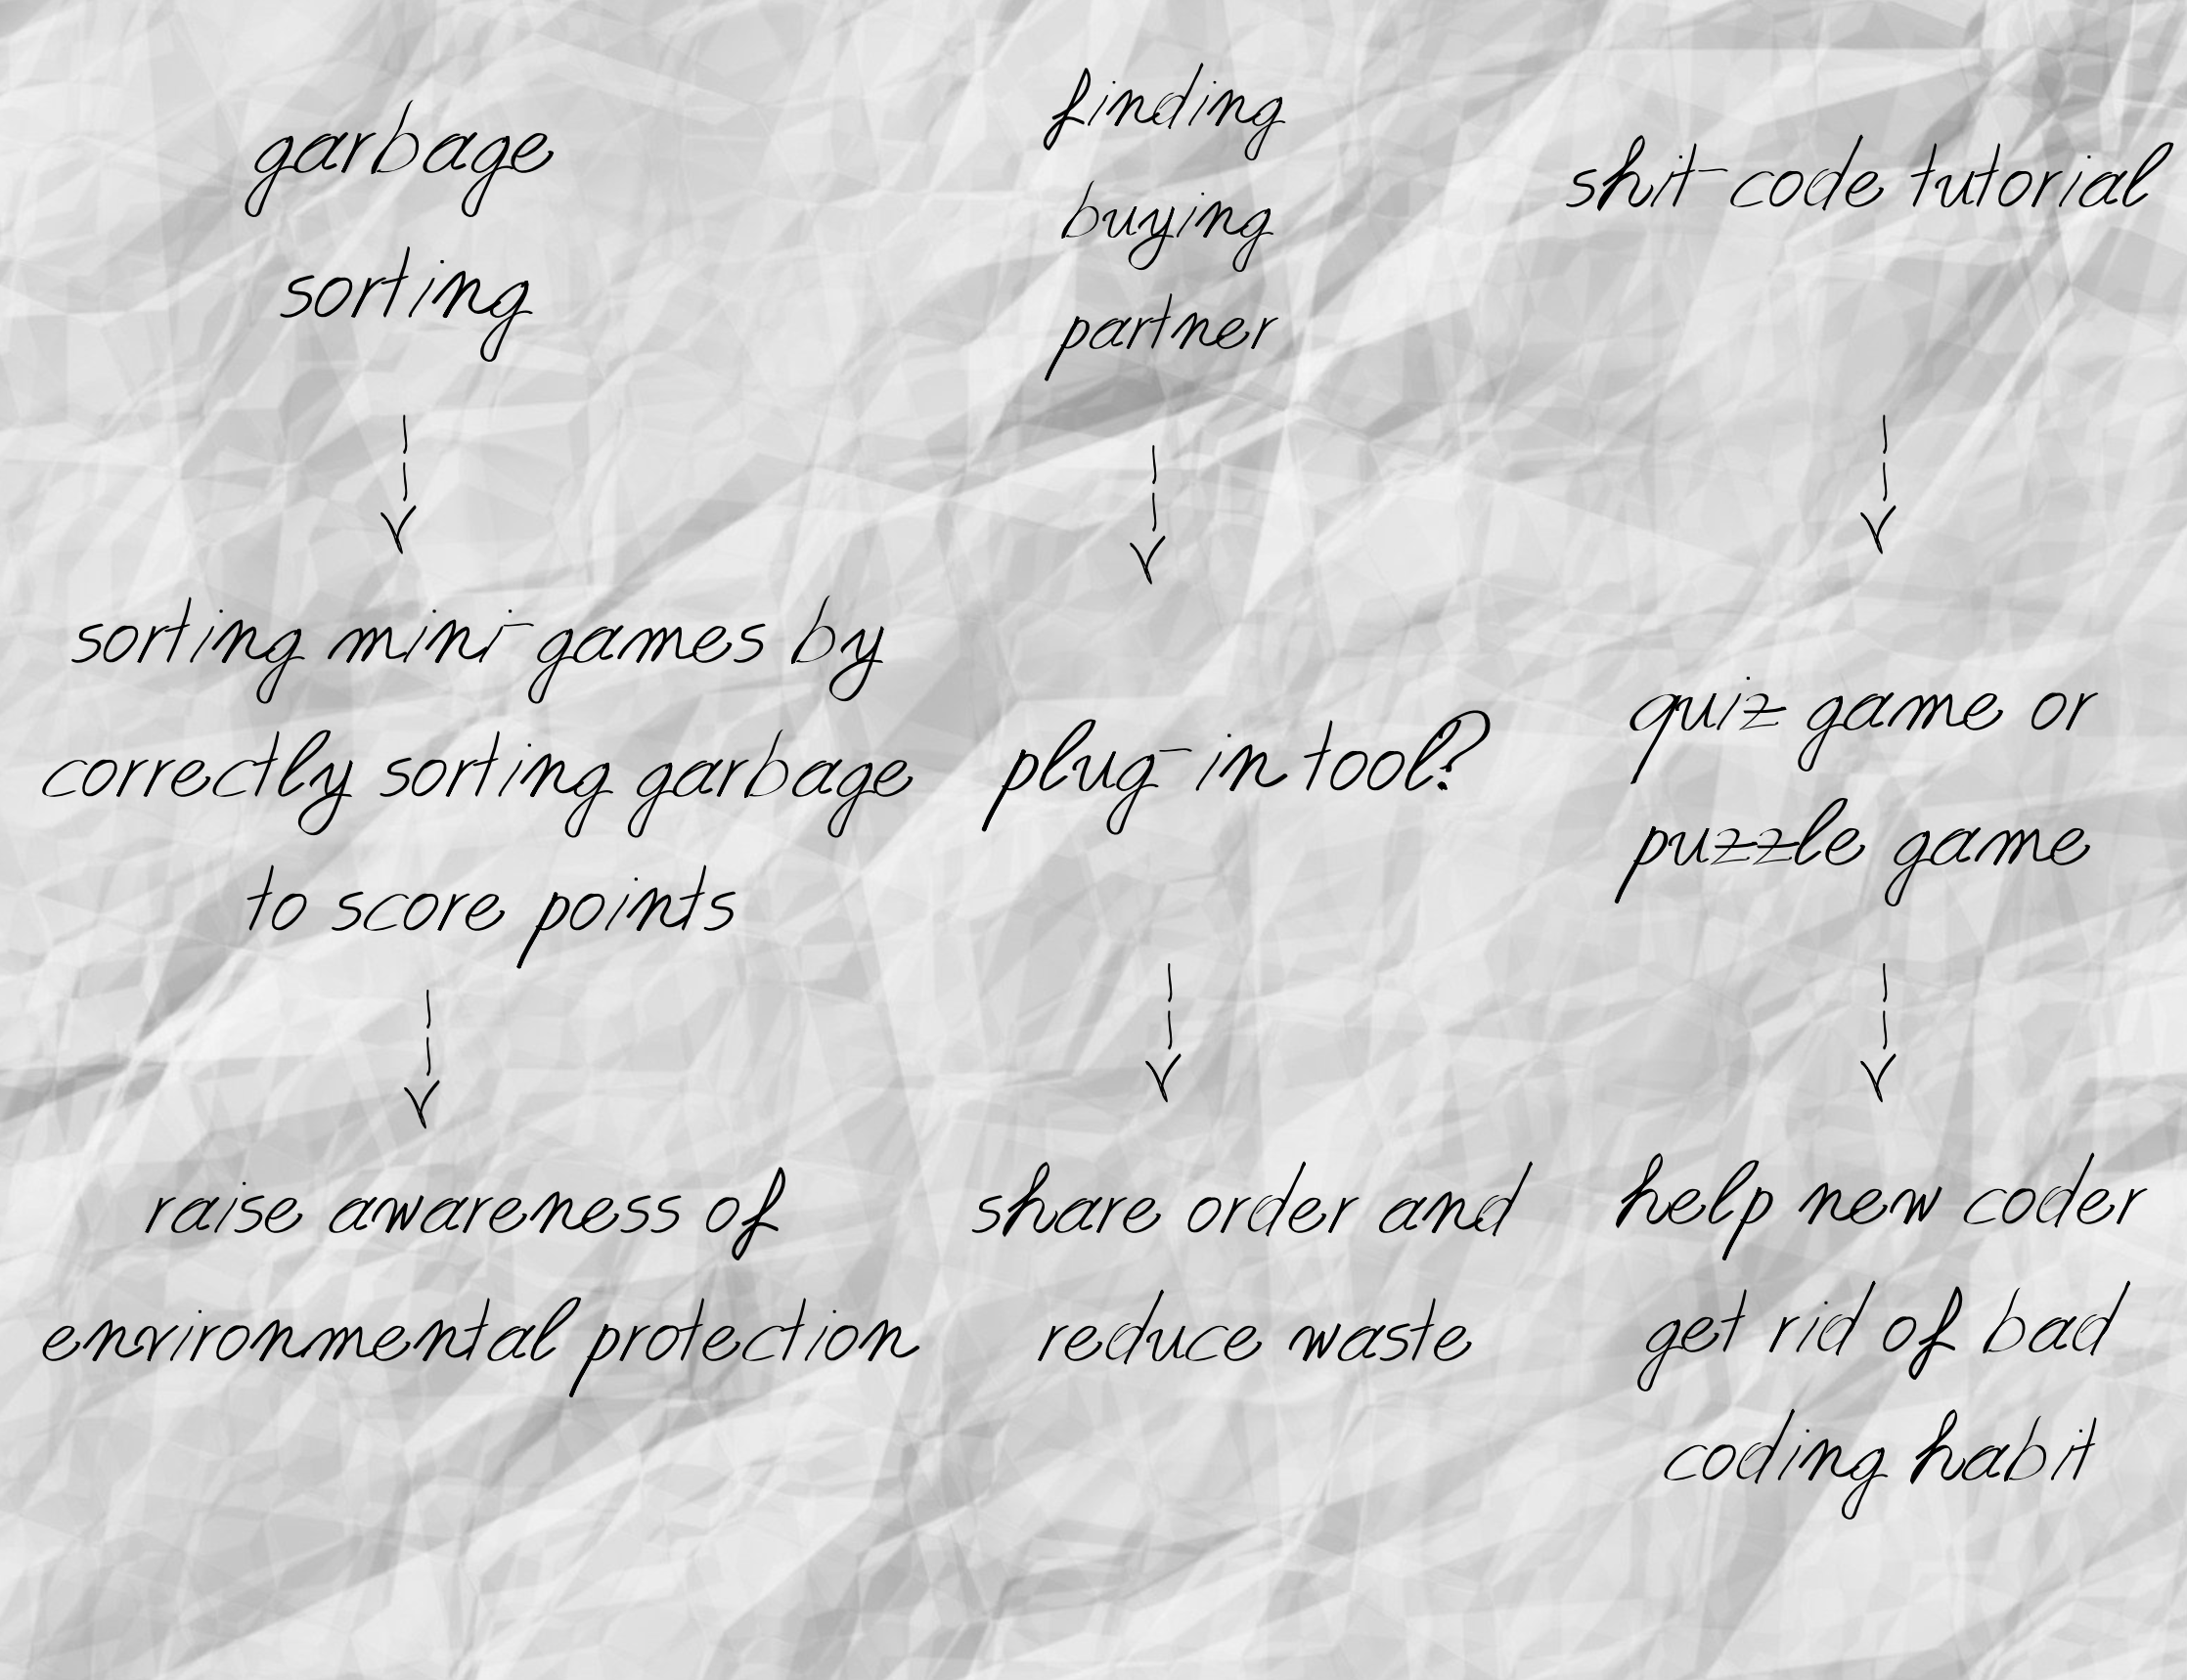 garbage
sorting
sorting mini-games by
correctly sorting garbage
to score points
raise awareness of
environmental protection
finding
buying
partner
plug-in tool?
share order and
reduce waste
shit-code tutorial
quiz game or
puzzle game
help new coder
get rid of bad
coding habit